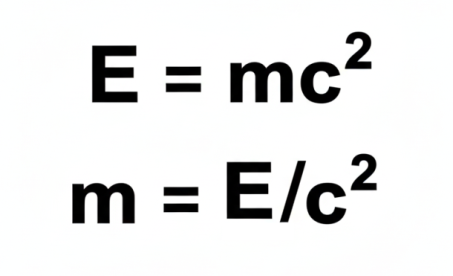 E = mc²
m = E/c²